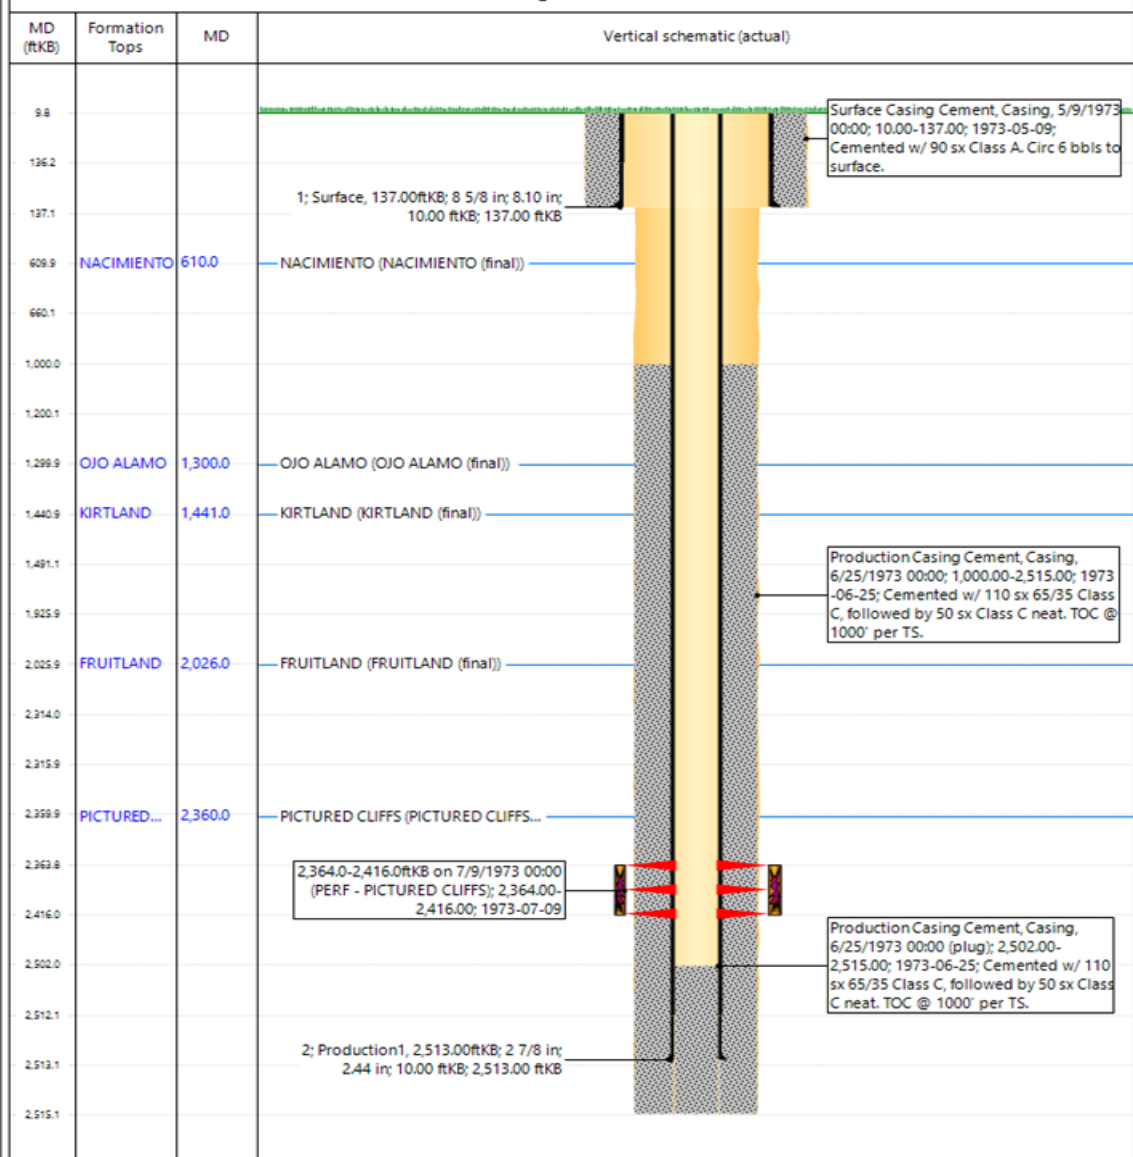 MD
(ftKB)
Formation
Tops
MD
Vertical schematic (actual)
9.8
136.2
137.1
609.9
660.1
1,000.0
1,200.1
1,299.9
1,440.9
1,491.1
1,925.9
2,025.9
2,314.0
2,315.9
2,359.9
2,363.8
2,416.0
2,502.0
2,512.1
2,513.1
2,515.1
NACIMIENTO
610.0
OJO ALAMO
1,300.0
KIRTLAND
1,441.0
FRUITLAND
2,026.0
PICTURED...
2,360.0
Surface Casing Cement, Casing, 5/9/1973
00:00; 10.00-137.00; 1973-05-09;
Cemented w/ 90 sx Class A. Circ 6 bbls to
surface.
1; Surface, 137.00ftKB; 8 5/8 in; 8.10 in;
10.00 ftKB; 137.00 ftKB
NACIMIENTO (NACIMIENTO (final))
OJO ALAMO (OJO ALAMO (final))
KIRTLAND (KIRTLAND (final))
Production Casing Cement, Casing,
6/25/1973 00:00; 1,000.00-2,515.00; 1973
-06-25; Cemented w/ 110 sx 65/35 Class
C, followed by 50 sx Class C neat. TOC @
1000' per TS.
FRUITLAND (FRUITLAND (final))
PICTURED CLIFFS (PICTURED CLIFFS...
2,364.0-2,416.0ftKB on 7/9/1973 00:00
(PERF - PICTURED CLIFFS); 2,364.00-
2,416.00; 1973-07-09
Production Casing Cement, Casing,
6/25/1973 00:00 (plug); 2,502.00-
2,515.00; 1973-06-25; Cemented w/ 110
sx 65/35 Class C, followed by 50 sx Class
C neat. TOC @ 1000' per TS.
2; Production1, 2,513.00ftKB; 2 7/8 in;
2.44 in; 10.00 ftKB; 2,513.00 ftKB